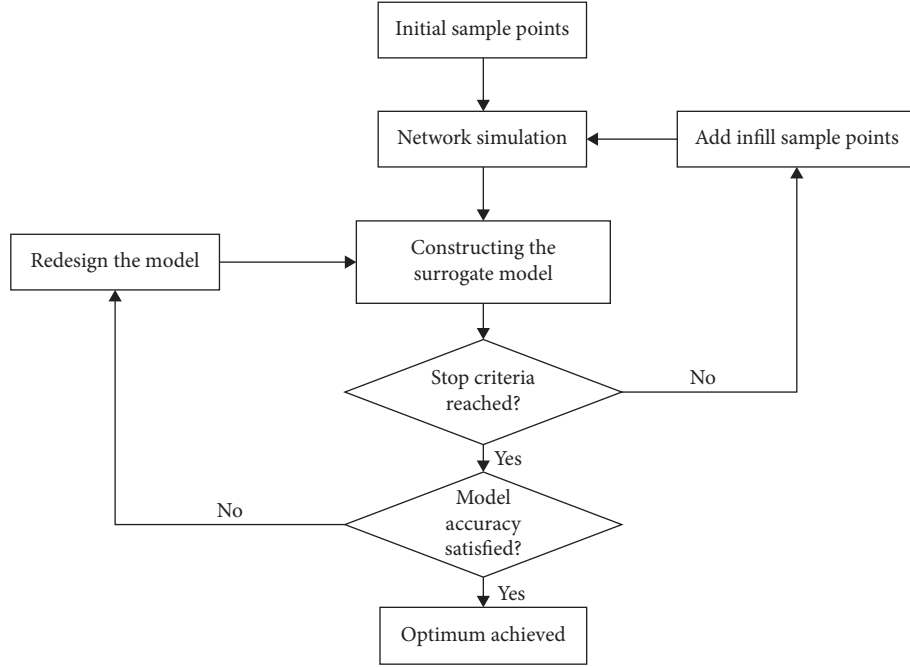 Initial sample points
Network simulation
Add infill sample points
Redesign the model
Constructing the
surrogate model
Stop criteria
reached?
No
Yes
Model
accuracy
satisfied?
No
Yes
Optimum achieved